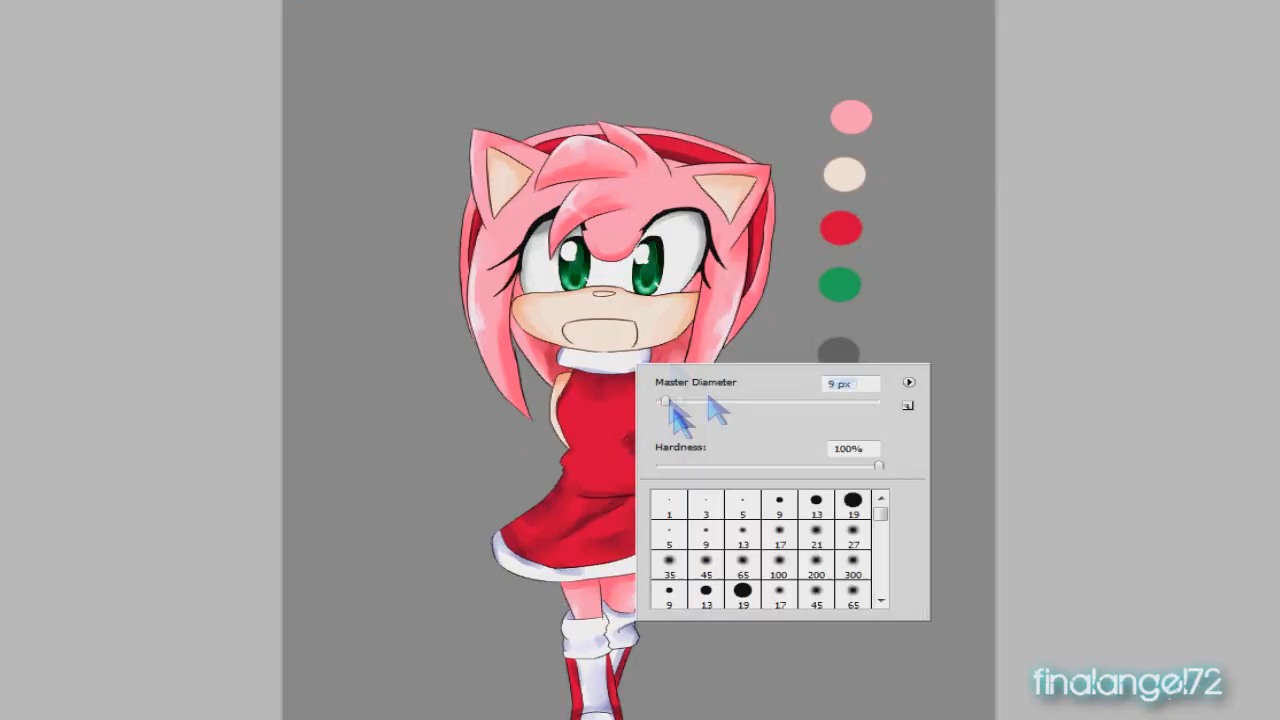 Master Diameter 9 px
Hardness: 100%
1 3 5 9 13 19
5 9 13 17 21 27
35 45 65 100 200 300
9 13 19 17 45 65
finalangel72